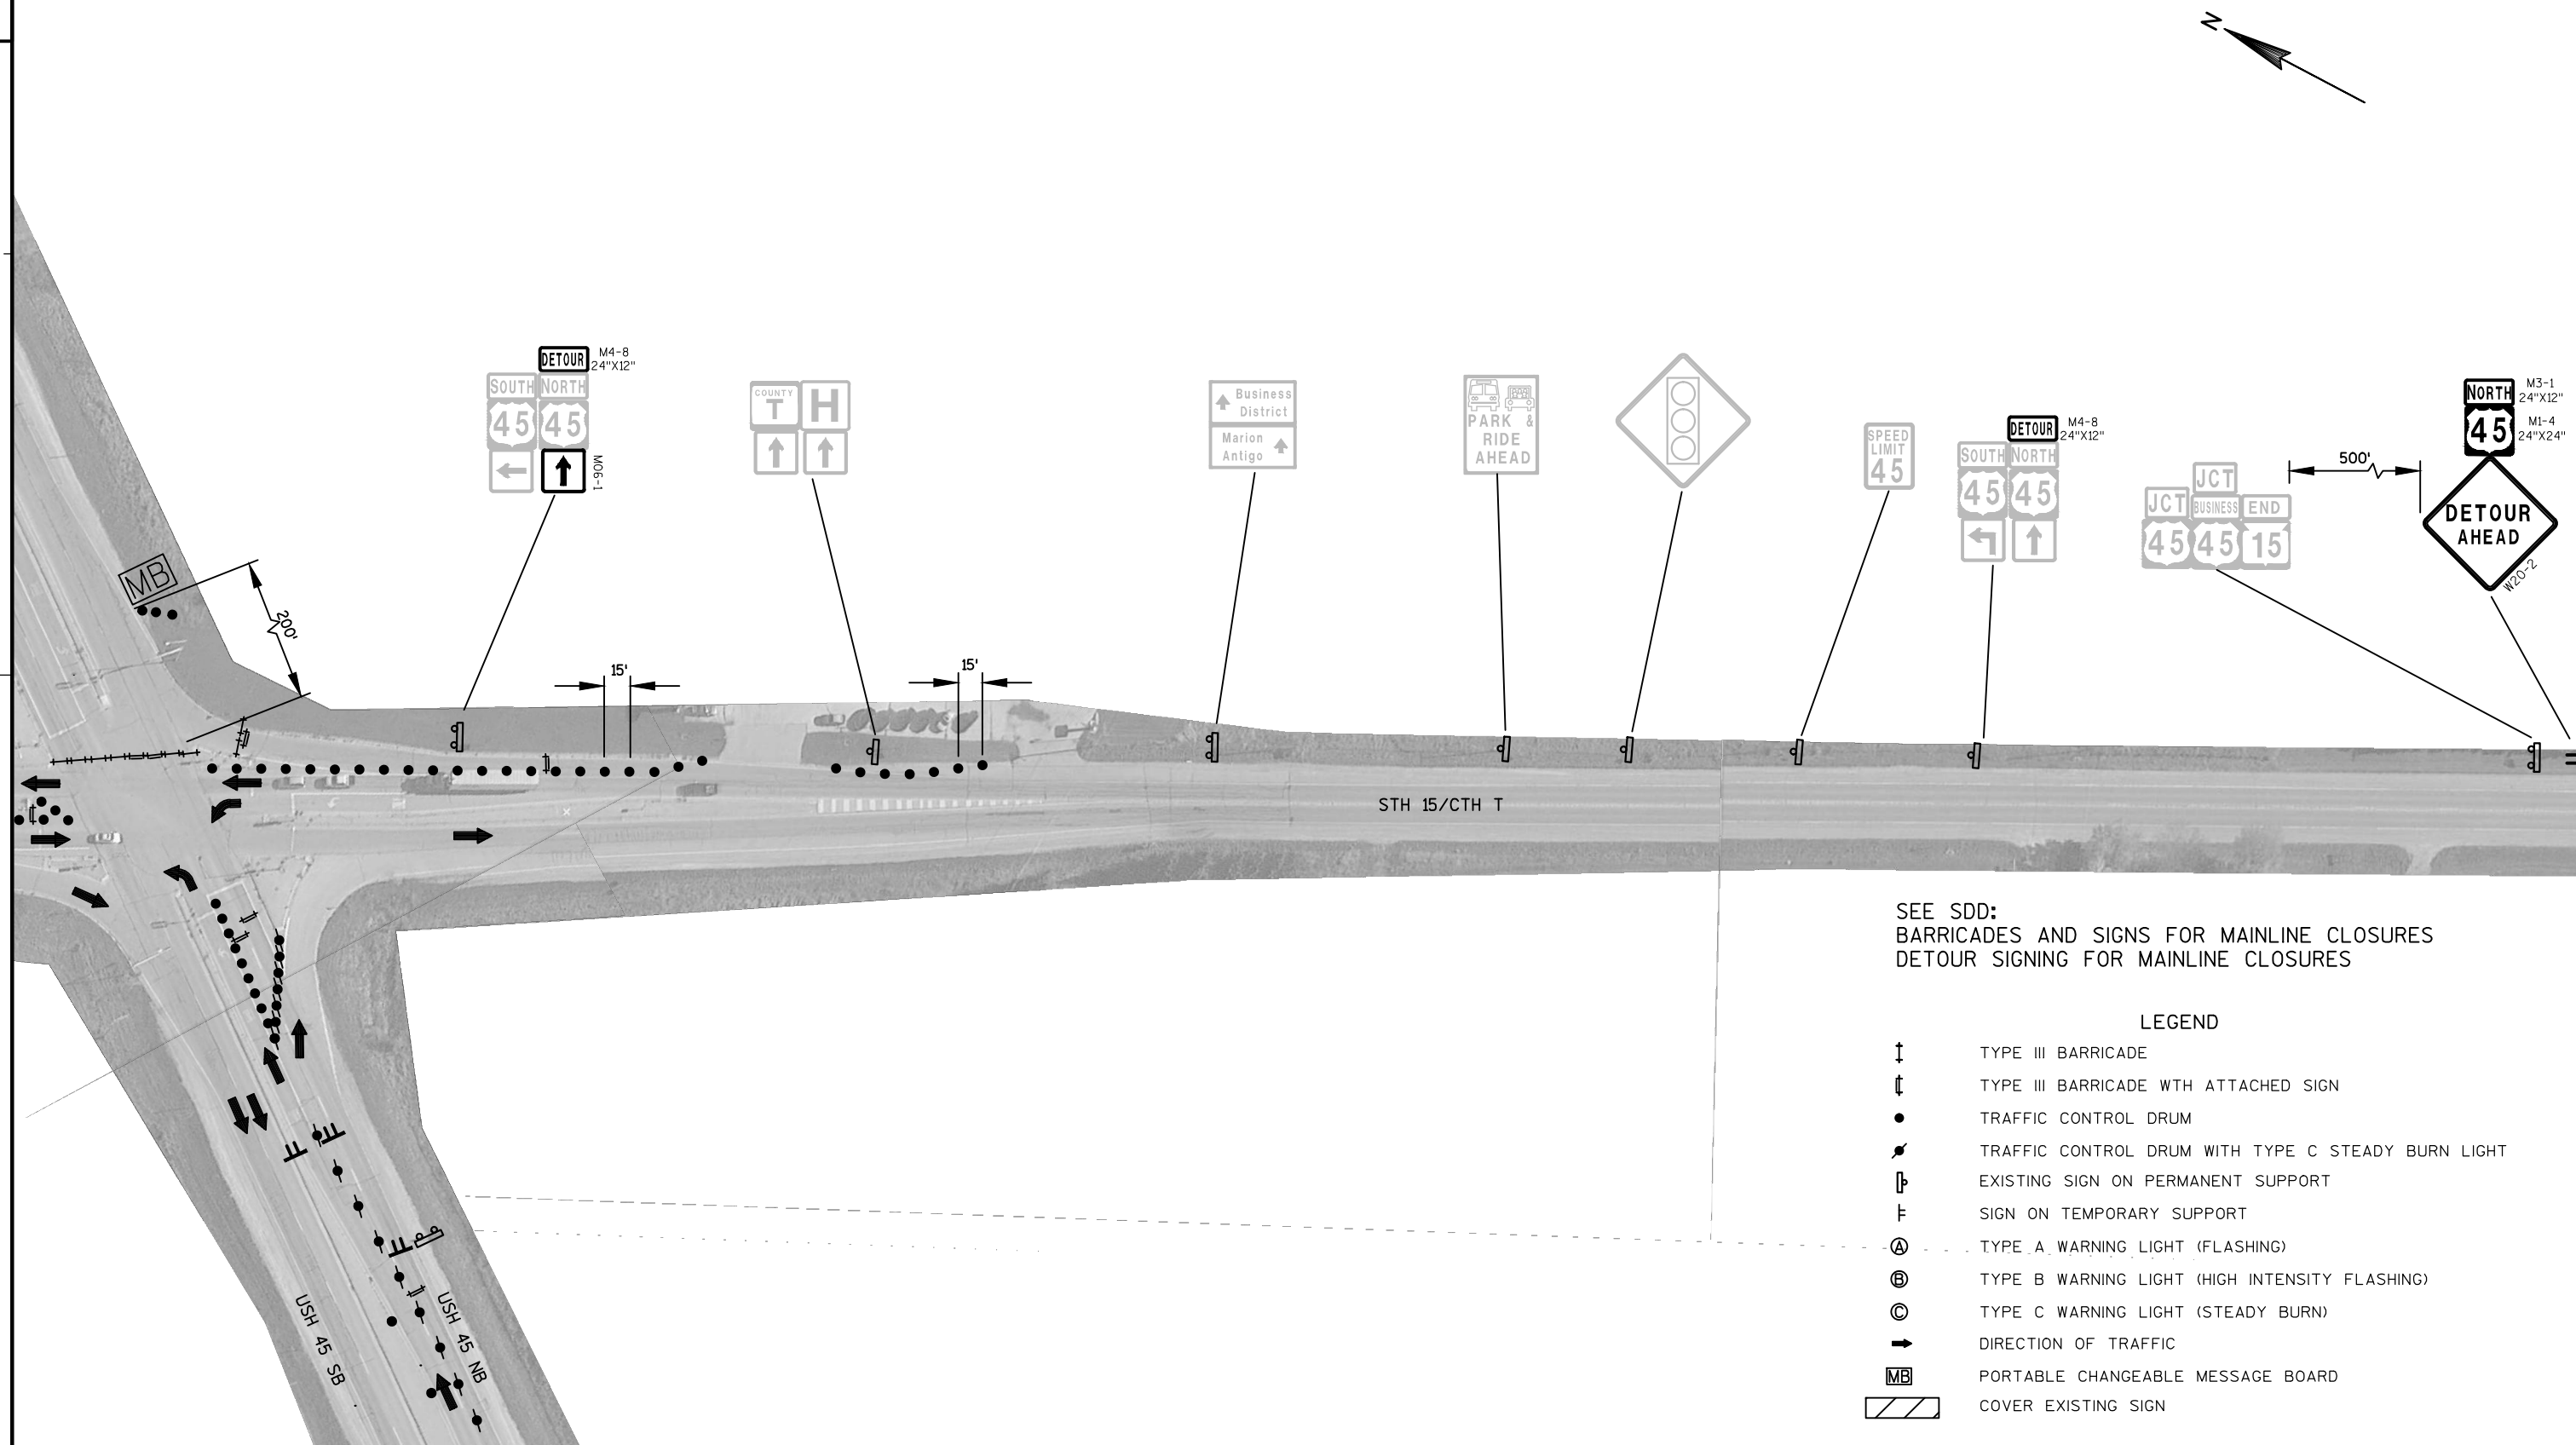 N
DETOUR
M4-8
24"X12"
SOUTH
NORTH
45
45
M06-1
COUNTY
T
H
Business
District
Marion
Antigo
PARK &
RIDE
AHEAD
SPEED
LIMIT
45
DETOUR
M4-8
24"X12"
SOUTH
NORTH
45
45
JCT
JCT
BUSINESS
END
45
45
15
500'
NORTH
M3-1
24"X12"
45
M1-4
24"X24"
DETOUR
AHEAD
W20-2
MB
200'
15'
15'
STH 15/CTH T
USH 45 SB
USH 45 NB
SEE SDD:
BARRICADES AND SIGNS FOR MAINLINE CLOSURES
DETOUR SIGNING FOR MAINLINE CLOSURES
LEGEND
TYPE III BARRICADE
TYPE III BARRICADE WTH ATTACHED SIGN
TRAFFIC CONTROL DRUM
TRAFFIC CONTROL DRUM WITH TYPE C STEADY BURN LIGHT
EXISTING SIGN ON PERMANENT SUPPORT
SIGN ON TEMPORARY SUPPORT
A TYPE A WARNING LIGHT (FLASHING)
B TYPE B WARNING LIGHT (HIGH INTENSITY FLASHING)
C TYPE C WARNING LIGHT (STEADY BURN)
DIRECTION OF TRAFFIC
MB PORTABLE CHANGEABLE MESSAGE BOARD
COVER EXISTING SIGN